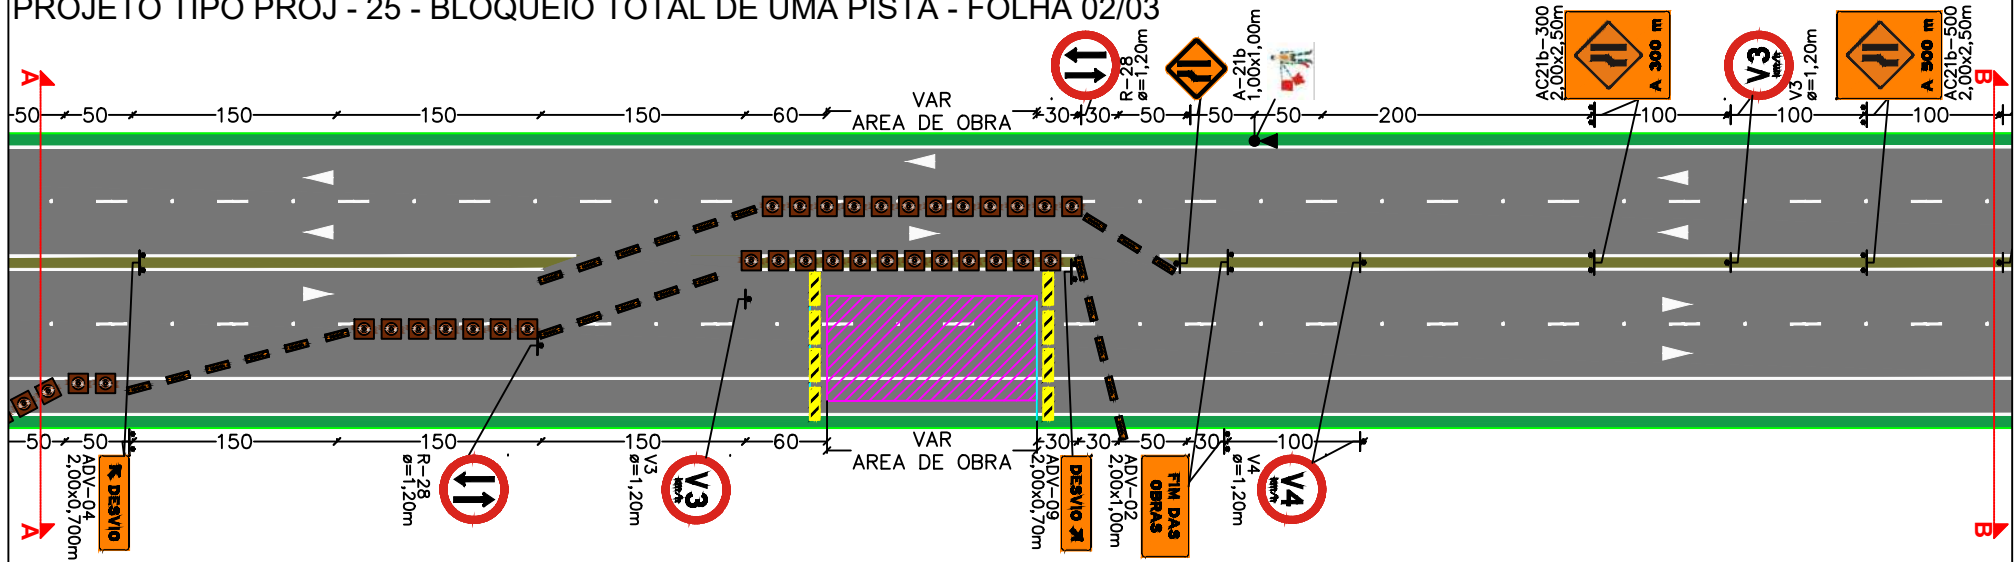 PROJETO TIPO PROJ - 25 - BLOQUEIO TOTAL DE UMA PISTA - FOLHA 02/03
R-28
ø=1,20m
A-21b
1,00x1,00m
AC21b-300
2,00x2,50m
A 300 m
V3
km/h
V3
ø=1,20m
A 500 m
AC21b-500
2,00x2,50m
A
B
50
50
150
150
150
60
VAR
AREA DE OBRA
30
30
50
50
50
200
100
100
100
50
50
150
150
150
60
VAR
AREA DE OBRA
30
30
50
30
100
A
ADV-04
2,00x0,700m
DESVIO
R-28
ø=1,20m
V3
ø=1,20m
V3
km/h
ADV-09
2,00x0,70m
DESVIO
ADV-02
2,00x1,00m
FIM DAS
OBRAS
V4
ø=1,20m
V4
km/h
B